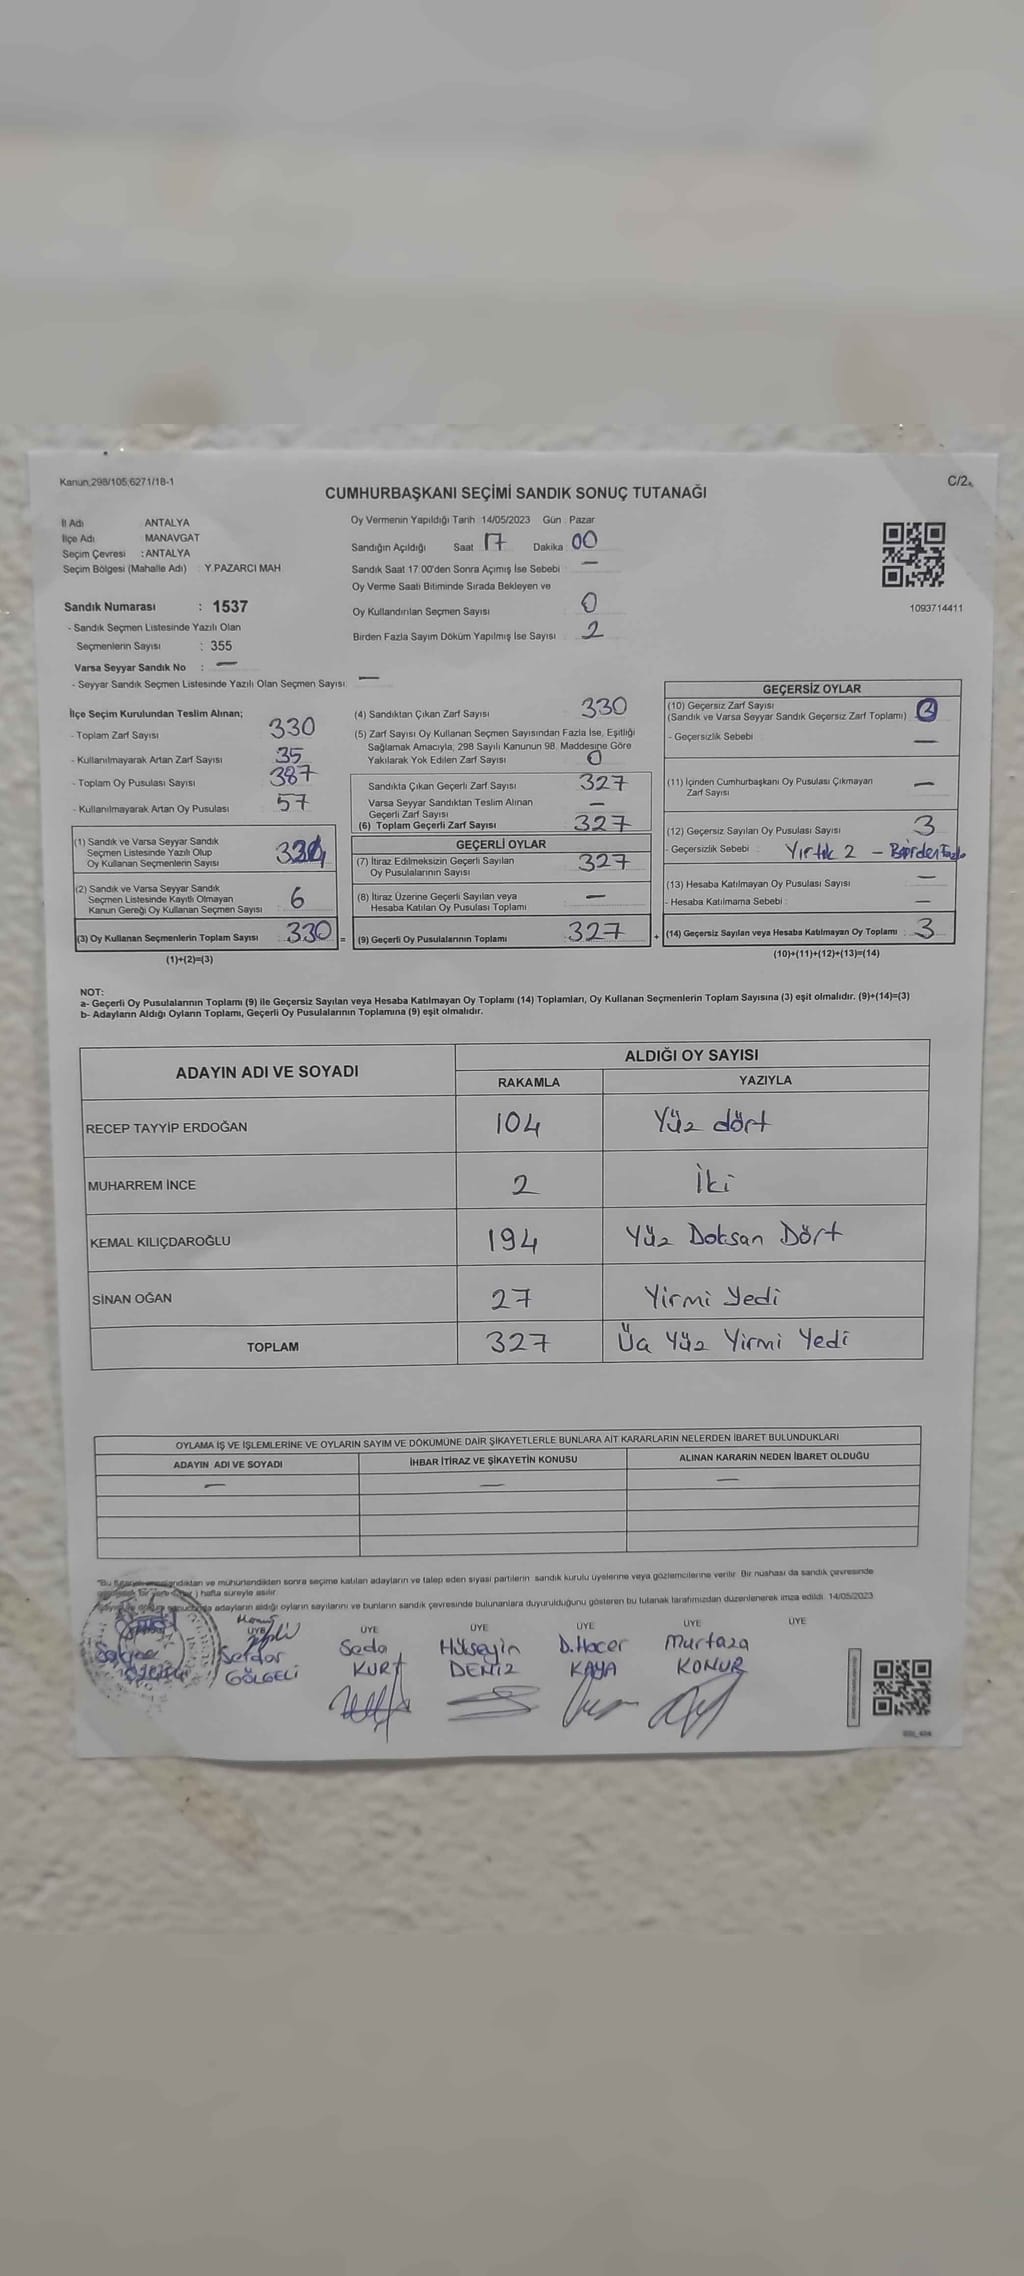 Kanun,298/105,6271/18-1
C/2
CUMHURBAŞKANI SEÇİMİ SANDIK SONUÇ TUTANAĞI
İl Adı ANTALYA
İlçe Adı MANAVGAT
Seçim Çevresi : ANTALYA
Seçim Bölgesi (Mahalle Adı) Y.PAZARCI MAH
Sandık Numarası : 1537
- Sandık Seçmen Listesinde Yazılı Olan
Seçmenlerin Sayısı : 355
Varsa Seyyar Sandık No : —
- Seyyar Sandık Seçmen Listesinde Yazılı Olan Seçmen Sayısı: —
Oy Vermenin Yapıldığı Tarih 14/05/2023 Gün Pazar
Sandığın Açıldığı Saat 17 Dakika 00
Sandık Saat 17:00'den Sonra Açımış İse Sebebi —
Oy Verme Saati Bitiminde Sırada Bekleyen ve
Oy Kullandırılan Seçmen Sayısı 0
Birden Fazla Sayım Döküm Yapılmış İse Sayısı 2
1093714411
İlçe Seçim Kurulundan Teslim Alınan;
- Toplam Zarf Sayısı 330
- Kullanılmayarak Artan Zarf Sayısı 35
- Toplam Oy Pusulası Sayısı 387
- Kullanılmayarak Artan Oy Pusulası 57
(1) Sandık ve Varsa Seyyar Sandık
Seçmen Listesinde Yazılı Olup
Oy Kullanan Seçmenlerin Sayısı
(2) Sandık ve Varsa Seyyar Sandık
Seçmen Listesinde Kayıtlı Olmayan
Kanun Gereği Oy Kullanan Seçmen Sayısı 6
(3) Oy Kullanan Seçmenlerin Toplam Sayısı 330 =
(1)+(2)=(3)
(4) Sandıktan Çıkan Zarf Sayısı 330
(5) Zarf Sayısı Oy Kullanan Seçmen Sayısından Fazla İse, Eşitliği
Sağlamak Amacıyla, 298 Sayılı Kanunun 98. Maddesine Göre
Yakılarak Yok Edilen Zarf Sayısı 0
Sandıkta Çıkan Geçerli Zarf Sayısı 327
Varsa Seyyar Sandıktan Teslim Alınan
Geçerli Zarf Sayısı —
(6) Toplam Geçerli Zarf Sayısı 327
GEÇERLİ OYLAR
(7) İtiraz Edilmeksizin Geçerli Sayılan
Oy Pusulalarının Sayısı 327
(8) İtiraz Üzerine Geçerli Sayılan veya
Hesaba Katılan Oy Pusulası Toplamı —
(9) Geçerli Oy Pusulalarının Toplamı 327 +
GEÇERSİZ OYLAR
(10) Geçersiz Zarf Sayısı
(Sandık ve Varsa Seyyar Sandık Geçersiz Zarf Toplamı)
- Geçersizlik Sebebi —
(11) İçinden Cumhurbaşkanı Oy Pusulası Çıkmayan
Zarf Sayısı —
(12) Geçersiz Sayılan Oy Pusulası Sayısı 3
- Geçersizlik Sebebi : Yırtık 2 - Birden Fazla
(13) Hesaba Katılmayan Oy Pusulası Sayısı —
- Hesaba Katılmama Sebebi : —
(14) Geçersiz Sayılan veya Hesaba Katılmayan Oy Toplamı : 3
(10)+(11)+(12)+(13)=(14)
NOT:
a- Geçerli Oy Pusulalarının Toplamı (9) ile Geçersiz Sayılan veya Hesaba Katılmayan Oy Toplamı (14) Toplamları, Oy Kullanan Seçmenlerin Toplam Sayısına (3) eşit olmalıdır. (9)+(14)=(3)
b- Adayların Aldığı Oyların Toplamı, Geçerli Oy Pusulalarının Toplamına (9) eşit olmalıdır.
ADAYIN ADI VE SOYADI ALDIĞI OY SAYISI
RAKAMLA YAZIYLA
RECEP TAYYİP ERDOĞAN 104 Yüz dört
MUHARREM İNCE 2 İki
KEMAL KILIÇDAROĞLU 194 Yüz Doksan Dört
SİNAN OĞAN 27 Yirmi Yedi
TOPLAM 327 Üç Yüz Yirmi Yedi
OYLAMA İŞ VE İŞLEMLERİNE VE OYLARIN SAYIM VE DÖKÜMÜNE DAİR ŞİKAYETLERLE BUNLARA AİT KARARLARIN NELERDEN İBARET BULUNDUKLARI
ADAYIN ADI VE SOYADI İHBAR İTİRAZ VE ŞİKAYETİN KONUSU ALINAN KARARIN NEDEN İBARET OLDUĞU
— — —
ve mühürlendikten sonra seçime katılan adayların ve talep eden siyasi partilerin sandık kurulu üyelerine veya gözlemcilerine verilir. Bir nüshası da sandık çevresinde
hafta süreyle asılır.
adayların aldığı oyların sayılarını ve bunların sandık çevresinde bulunanlara duyurulduğunu gösteren bu tutanak tarafımızdan düzenlenerek imza edildi. 14/05/2023
ÜYE ÜYE ÜYE ÜYE ÜYE ÜYE
Serdar Seda Hüseyin D.Hacer Murtaza
GÖLGELİ KURT DENİZ KAYA KONUR